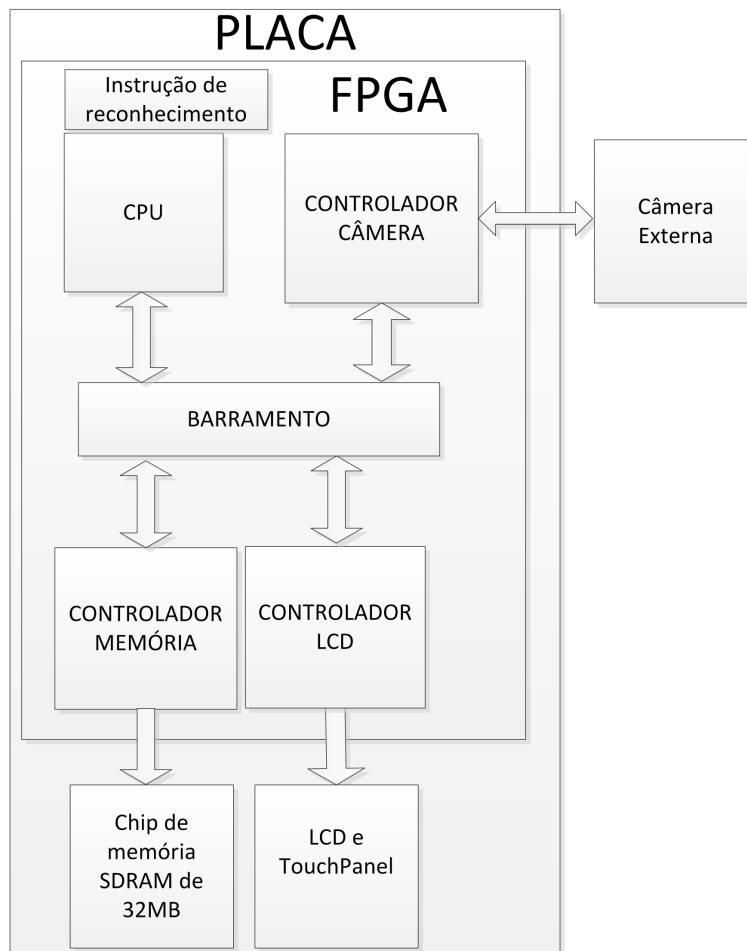 PLACA
Instrução de
reconhecimento
FPGA
CPU
CONTROLADOR
CÂMERA
Câmera
Externa
BARRAMENTO
CONTROLADOR
MEMÓRIA
CONTROLADOR
LCD
Chip de
memória
SDRAM de
32MB
LCD e
TouchPanel